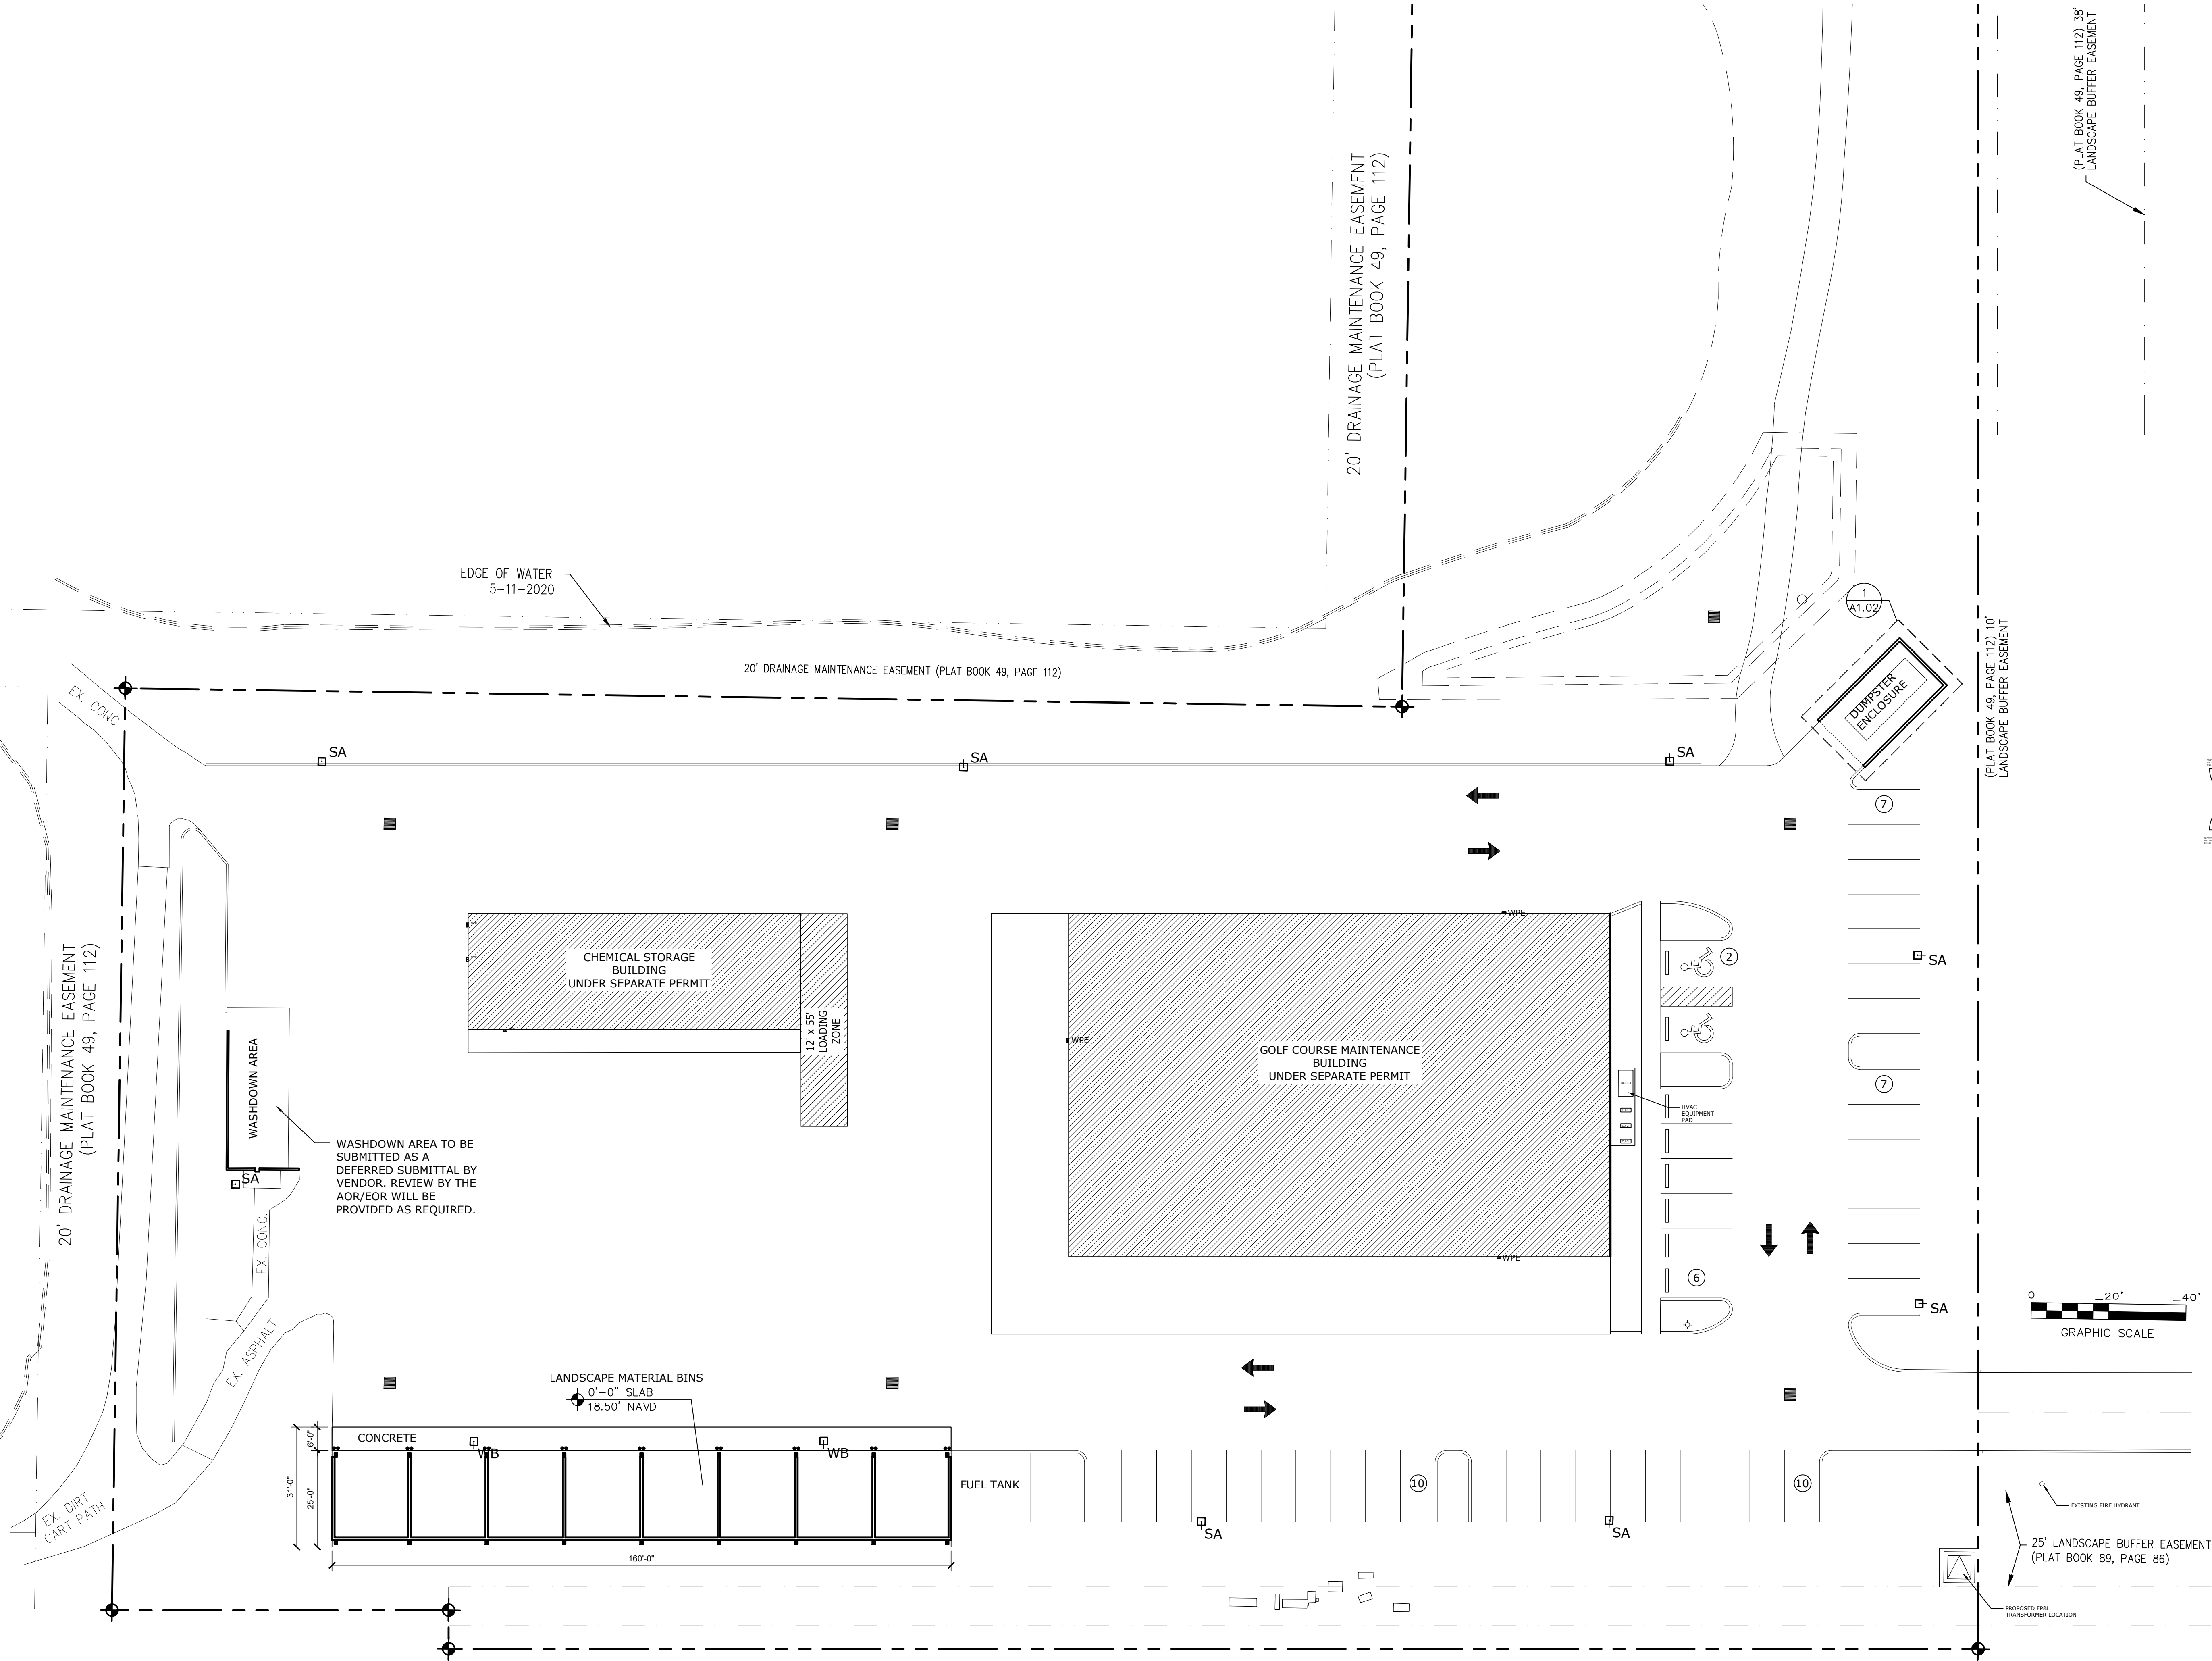 (PLAT BOOK 49, PAGE 112) 38'
LANDSCAPE BUFFER EASEMENT
20' DRAINAGE MAINTENANCE EASEMENT
(PLAT BOOK 49, PAGE 112)
EDGE OF WATER
5-11-2020
1
A1.02
20' DRAINAGE MAINTENANCE EASEMENT (PLAT BOOK 49, PAGE 112)
DUMPSTER
ENCLOSURE
(PLAT BOOK 49, PAGE 112) 10'
LANDSCAPE BUFFER EASEMENT
EX. CONC
SA
SA
SA
7
20' DRAINAGE MAINTENANCE EASEMENT
(PLAT BOOK 49, PAGE 112)
CHEMICAL STORAGE
BUILDING
UNDER SEPARATE PERMIT
12' x 55'
LOADING
ZONE
WPE
2
SA
WASHDOWN AREA
WPE
GOLF COURSE MAINTENANCE
BUILDING
UNDER SEPARATE PERMIT
7
HVAC
EQUIPMENT
PAD
WASHDOWN AREA TO BE
SUBMITTED AS A
DEFERRED SUBMITTAL BY
VENDOR. REVIEW BY THE
AOR/EOR WILL BE
PROVIDED AS REQUIRED.
SA
EX. CONC.
WPE
6
SA
0 20' 40'
GRAPHIC SCALE
EX. ASPHALT
LANDSCAPE MATERIAL BINS
0'-0" SLAB
18.50' NAVD
CONCRETE
WB
WB
6'-0"
31'-0"
25'-0"
FUEL TANK
10
10
EX. DIRT
CART PATH
SA
SA
EXISTING FIRE HYDRANT
25' LANDSCAPE BUFFER EASEMENT
(PLAT BOOK 89, PAGE 86)
160'-0"
PROPOSED FP&L
TRANSFORMER LOCATION